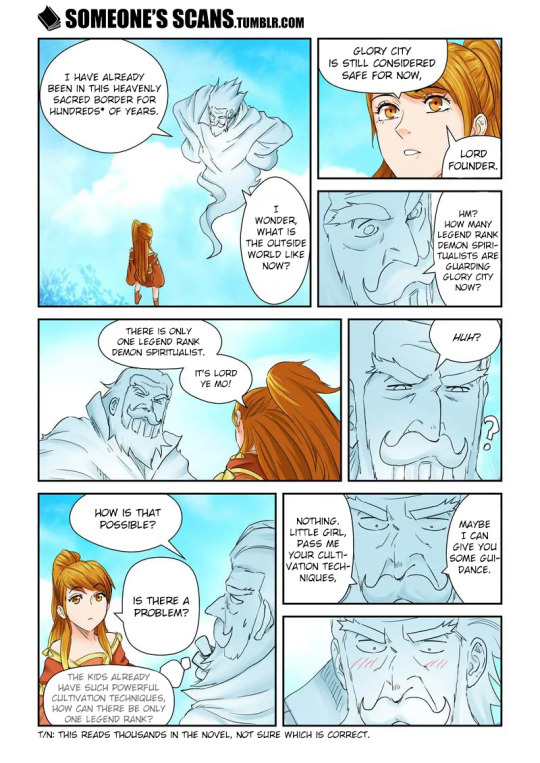 SOMEONE'S SCANS.TUMBLR.COM
I HAVE ALREADY
BEEN IN THIS HEAVENLY
SACRED BORDER FOR
HUNDREDS* OF YEARS.
I
WONDER,
WHAT IS
THE OUTSIDE
WORLD LIKE
NOW?
GLORY CITY
IS STILL CONSIDERED
SAFE FOR NOW,
LORD
FOUNDER.
HM?
HOW MANY
LEGEND RANK
DEMON SPIRI-
TUALISTS ARE
GUARDING
GLORY CITY
NOW?
THERE IS ONLY
ONE LEGEND RANK
DEMON SPIRITUALIST.
IT'S LORD
YE MO!
HUH?
?
HOW IS THAT
POSSIBLE?
IS THERE A
PROBLEM?
THE KIDS ALREADY
HAVE SUCH POWERFUL
CULTIVATION TECHNIQUES,
HOW CAN THERE BE ONLY
ONE LEGEND RANK?
NOTHING.
LITTLE GIRL,
PASS ME
YOUR CULTI-
VATION TECH-
NIQUES,
MAYBE
I CAN
GIVE YOU
SOME GUI-
DANCE.
T/N: THIS READS THOUSANDS IN THE NOVEL, NOT SURE WHICH IS CORRECT.